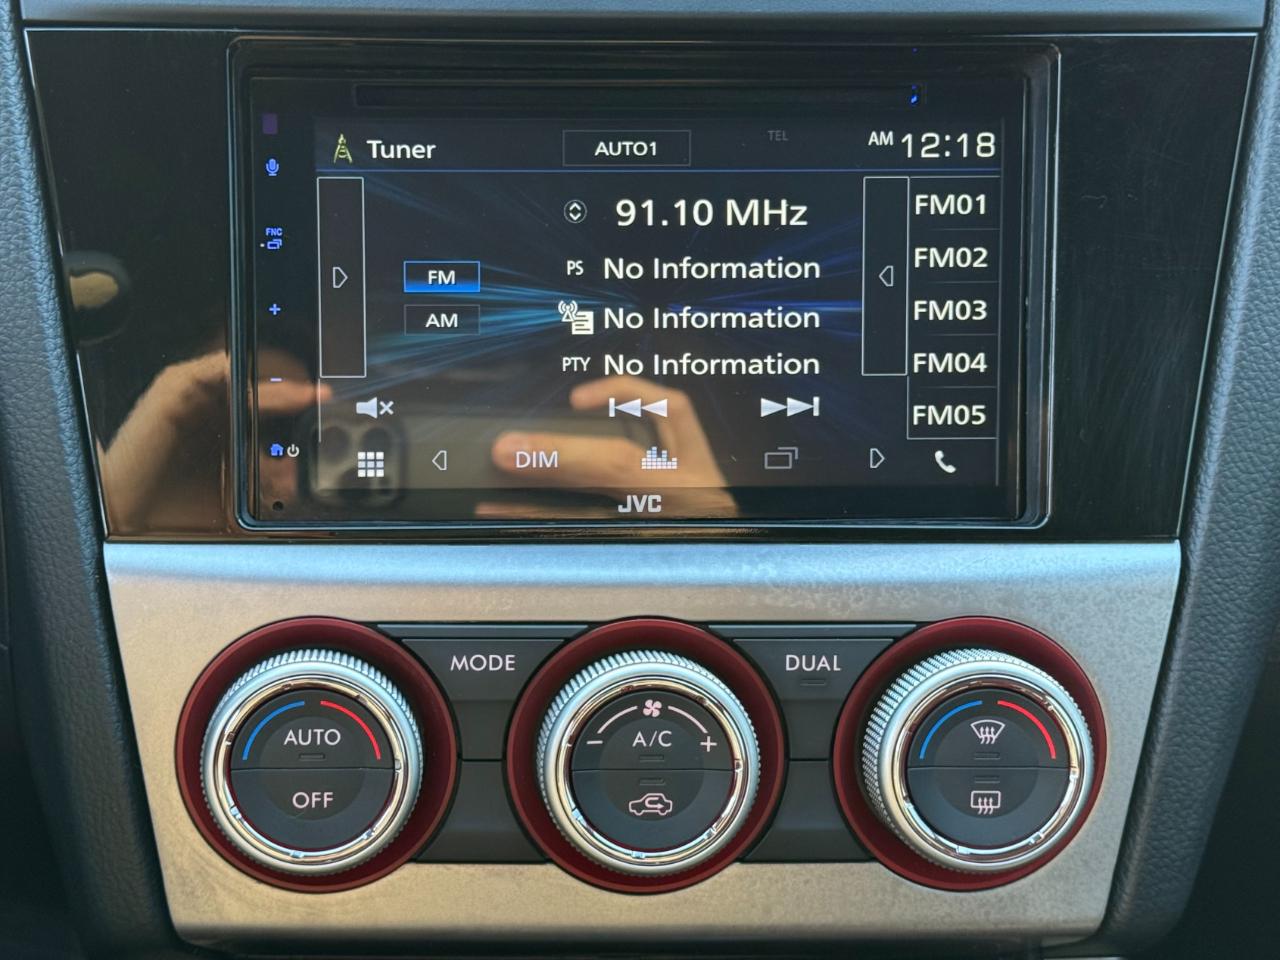 Tuner
AUTO1
TEL
AM 12:18
91.10 MHz
FM01
PS No Information
FM02
FNC
FM
No Information
FM03
AM
PTY No Information
FM04
FM05
DIM
JVC
MODE
DUAL
AUTO
OFF
- A/C +